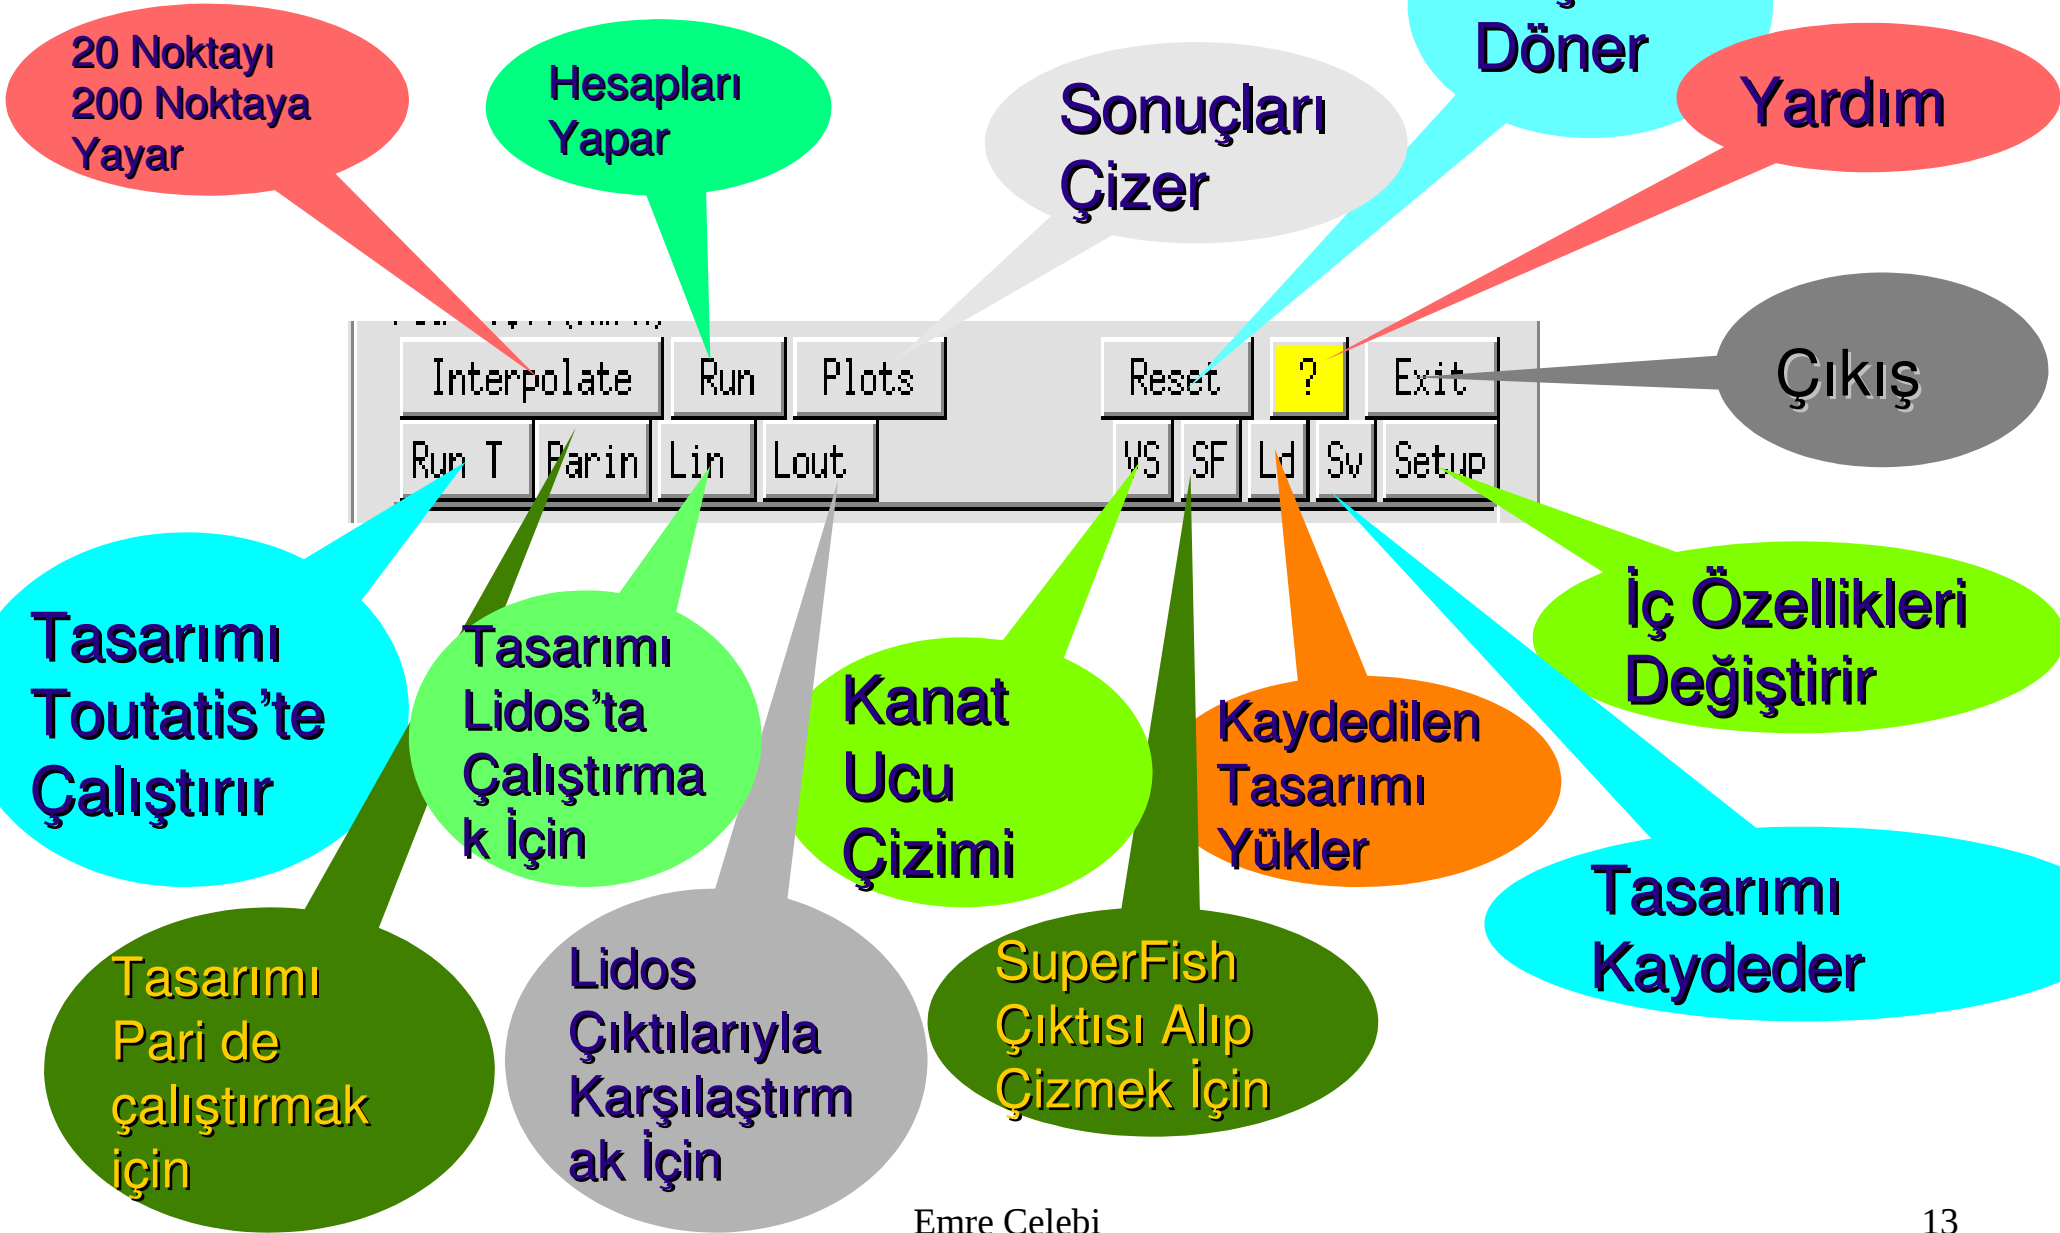 20 Noktayı
200 Noktaya
Yayar
Hesapları
Yapar
Sonuçları
Çizer
Döner
Yardım
Çıkış
Interpolate
Run
Plots
Reset
?
Exit
Run T
Parin
Lin
Lout
VS
SF
Ld
Sv
Setup
Tasarımı
Toutatis’te
Çalıştırır
Tasarımı
Lidos’ta
Çalıştırma
k İçin
Kanat
Ucu
Çizimi
Kaydedilen
Tasarımı
Yükler
İç Özellikleri
Değiştirir
Tasarımı
Kaydeder
Tasarımı
Pari de
çalıştırmak
için
Lidos
Çıktılarıyla
Karşılaştırm
ak İçin
SuperFish
Çıktısı Alıp
Çizmek İçin
Emre Celebi
13